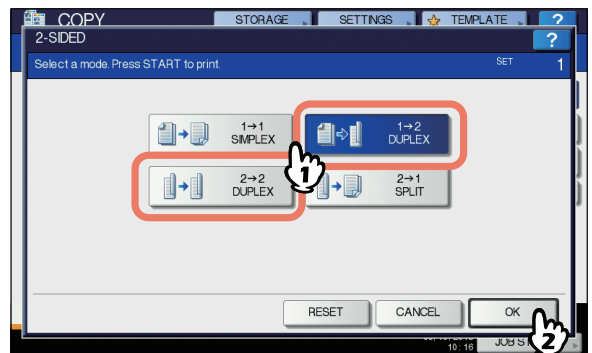 COPY STORAGE SETTINGS TEMPLATE ?
2-SIDED ?
Select a mode. Press START to print. SET 1
1→1
SIMPLEX
1→2
DUPLEX
2→2
DUPLEX
2→1
SPLIT
1
RESET CANCEL OK
2
10:16 JOB S